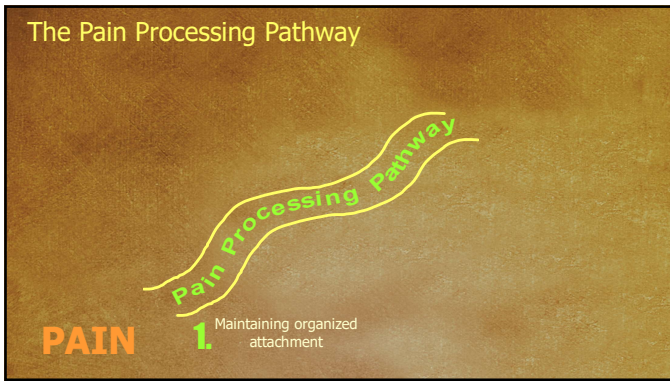 The Pain Processing Pathway
Pain Processing Pathway
PAIN
1. Maintaining organized
attachment